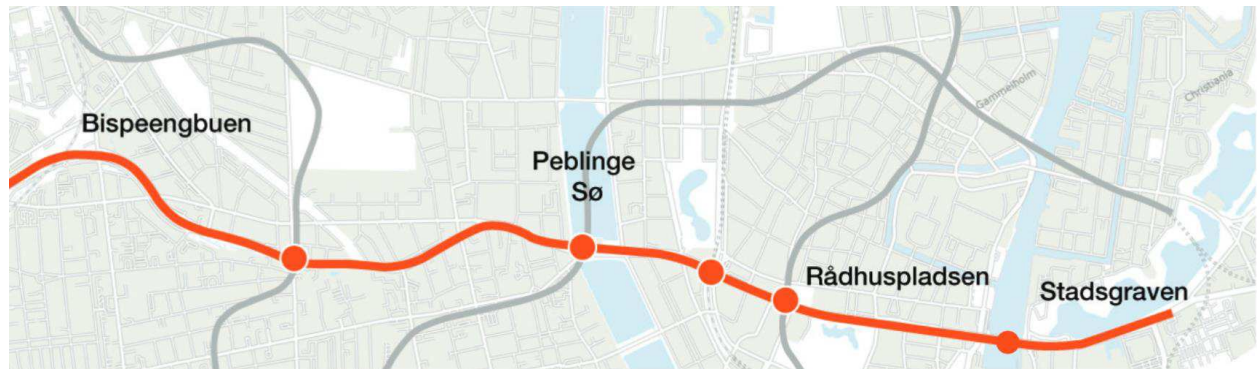 Bispeengbuen
Peblinge
Sø
Rådhuspladsen
Stadsgraven
Gammelholm
Christiania